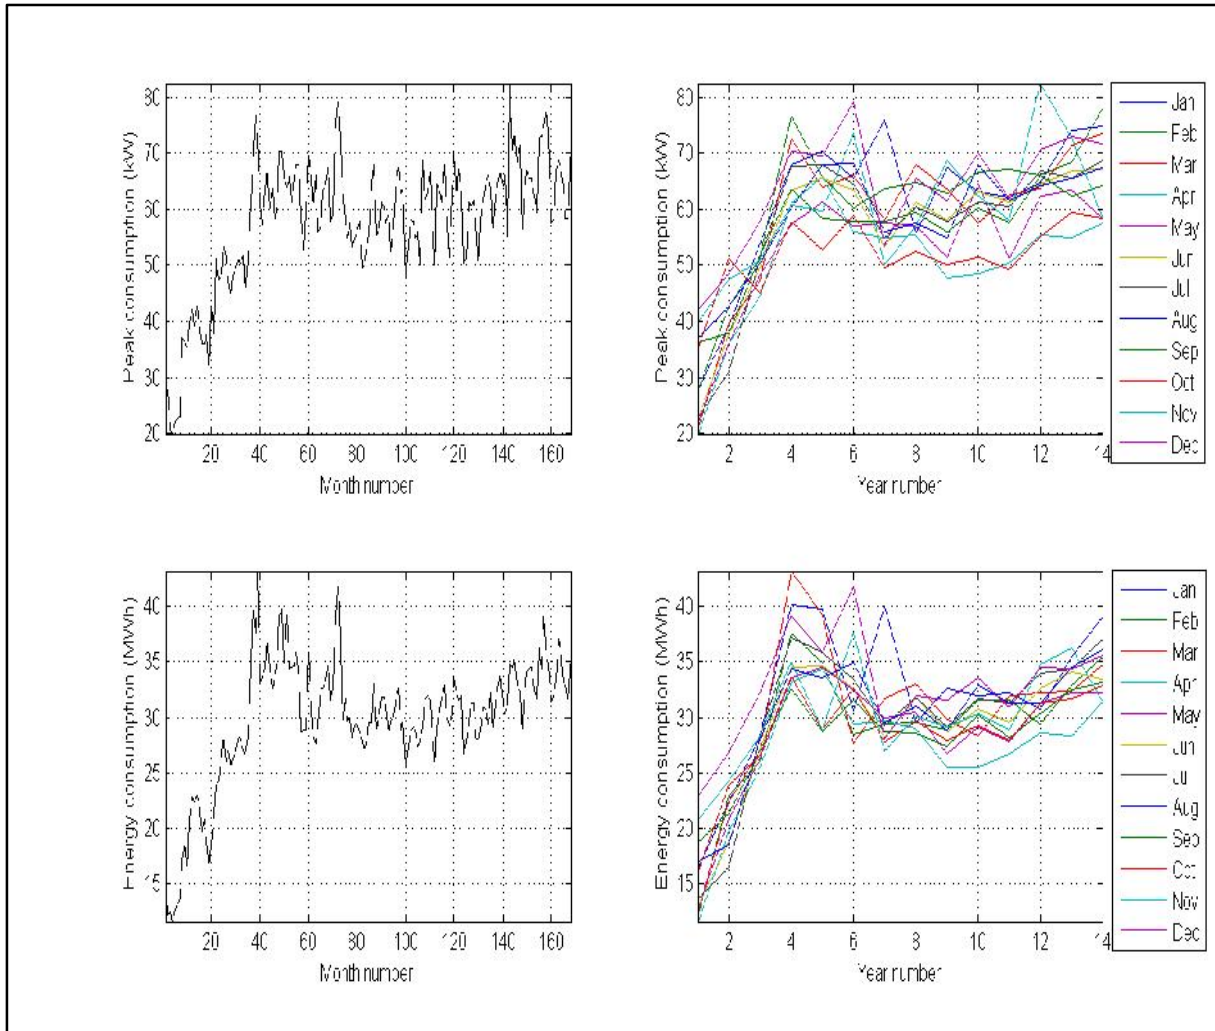 80
70
60
50
40
30
20
Peak consumption (kW)
20 40 60 80 100 120 140 160
Month number
80
70
60
50
40
30
20
Peak consumption (kW)
2 4 6 8 10 12 14
Year number
Jan
Feb
Mar
Apr
May
Jun
Jul
Aug
Sep
Oct
Nov
Dec
40
35
30
25
20
15
Energy consumption (MWh)
20 40 60 80 100 120 140 160
Month number
40
35
30
25
20
15
Energy consumption (MWh)
2 4 6 8 10 12 14
Year number
Jan
Feb
Mar
Apr
May
Jun
Jul
Aug
Sep
Oct
Nov
Dec